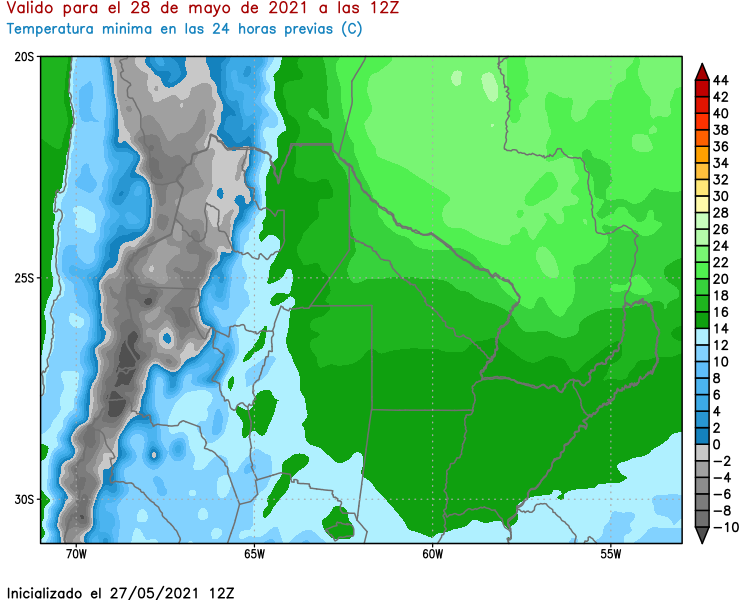 Valido para el 28 de mayo de 2021 a las 12Z
Temperatura minima en las 24 horas previas (C)
20S
25S
30S
70W
65W
60W
55W
44
42
40
38
36
34
32
30
28
26
24
22
20
18
16
14
12
10
8
6
4
2
0
−2
−4
−6
−8
−10
Inicializado el 27/05/2021 12Z